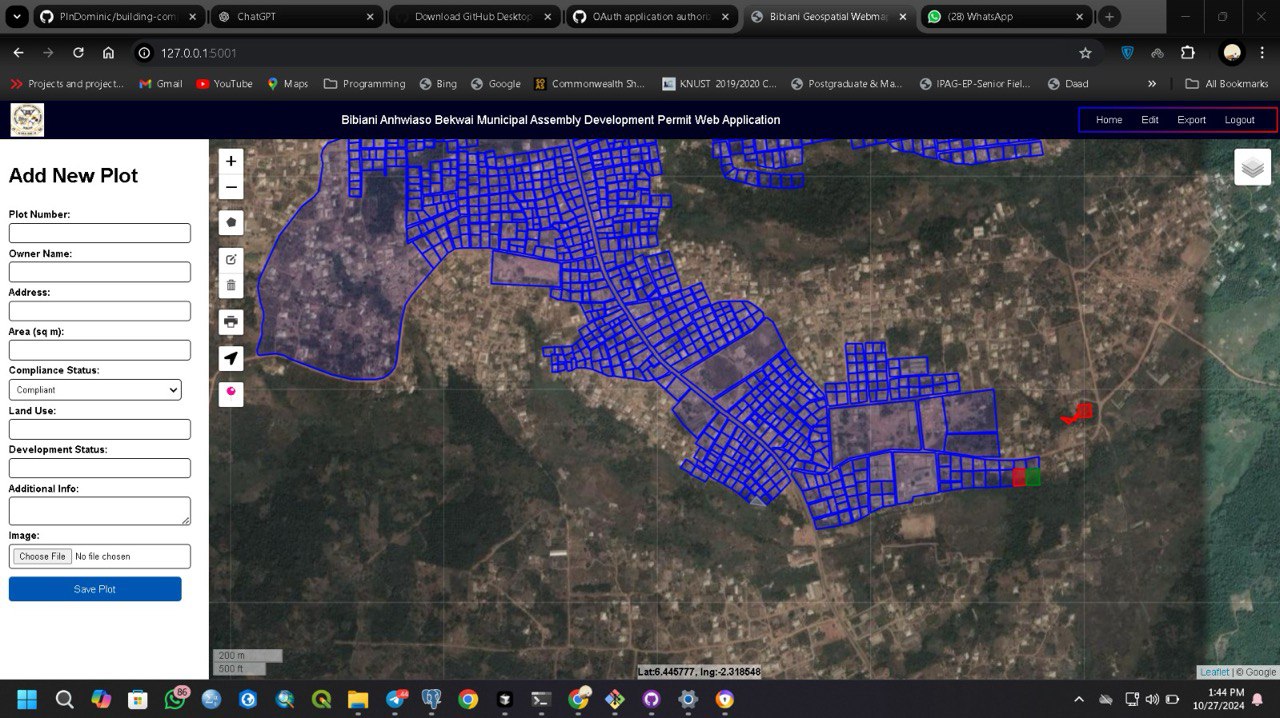 PInDominic/building-com
ChatGPT
Download GitHub Desktop
OAuth application authoriz
Bibiani Geospatial Webma
(28) WhatsApp
127.0.0.1:5001
Projects and project...
Gmail
YouTube
Maps
Programming
Bing
Google
Commonwealth Sh...
KNUST 2019/2020 C...
Postgraduate & Ma...
IPAG-EP-Senior Fiel...
Daad
»
All Bookmarks
Bibiani Anhwiaso Bekwai Municipal Assembly Development Permit Web Application
Home
Edit
Export
Logout
Add New Plot
Plot Number:
Owner Name:
Address:
Area (sq m):
Compliance Status:
Compliant
Land Use:
Development Status:
Additional Info:
Image:
Choose File No file chosen
Save Plot
+
−
200 m
500 ft
Lat:6.445777, lng:-2.318548
Leaflet | © Google
86
1:44 PM
10/27/2024